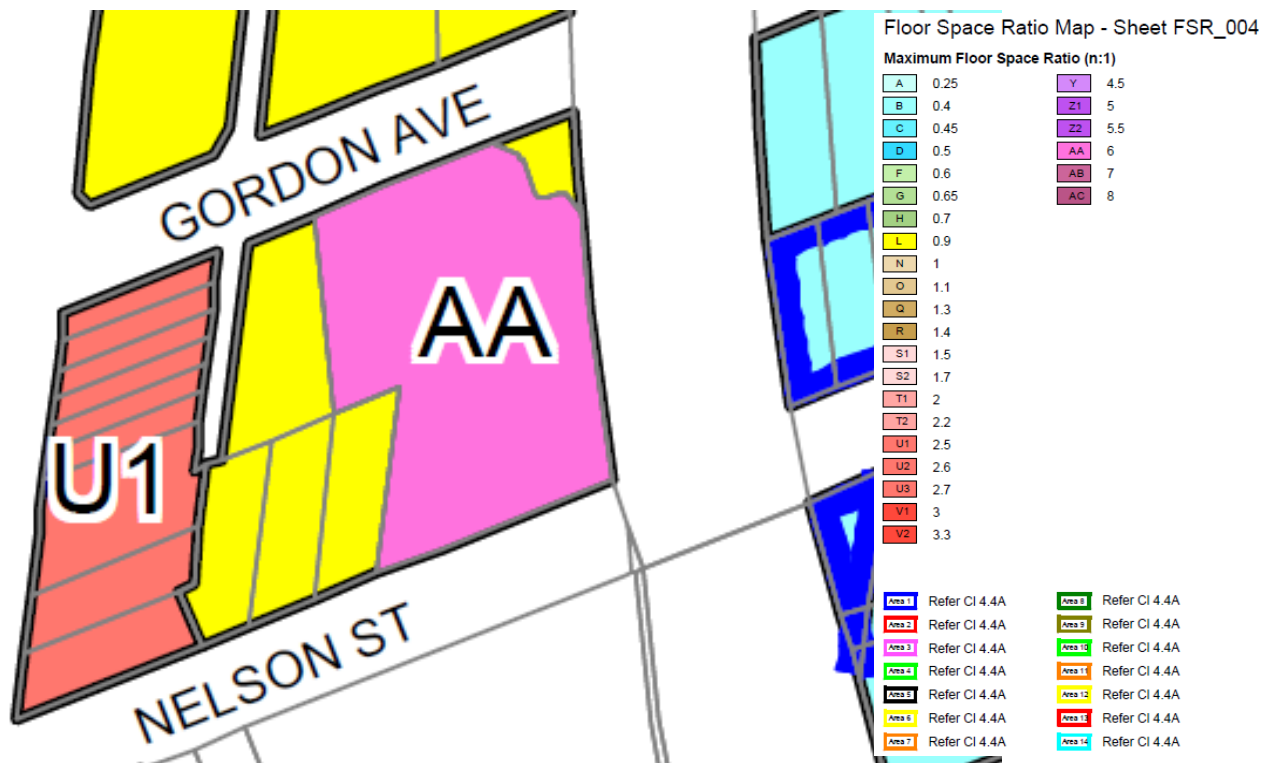 GORDON AVE
AA
U1
NELSON ST
Floor Space Ratio Map - Sheet FSR_004
Maximum Floor Space Ratio (n:1)
A 0.25
B 0.4
C 0.45
D 0.5
F 0.6
G 0.65
H 0.7
L 0.9
N 1
O 1.1
Q 1.3
R 1.4
S1 1.5
S2 1.7
T1 2
T2 2.2
U1 2.5
U2 2.6
U3 2.7
V1 3
V2 3.3
Y 4.5
Z1 5
Z2 5.5
AA 6
AB 7
AC 8
Area 1 Refer Cl 4.4A
Area 2 Refer Cl 4.4A
Area 3 Refer Cl 4.4A
Area 4 Refer Cl 4.4A
Area 5 Refer Cl 4.4A
Area 6 Refer Cl 4.4A
Area 7 Refer Cl 4.4A
Area 8 Refer Cl 4.4A
Area 9 Refer Cl 4.4A
Area 10 Refer Cl 4.4A
Area 11 Refer Cl 4.4A
Area 12 Refer Cl 4.4A
Area 13 Refer Cl 4.4A
Area 14 Refer Cl 4.4A